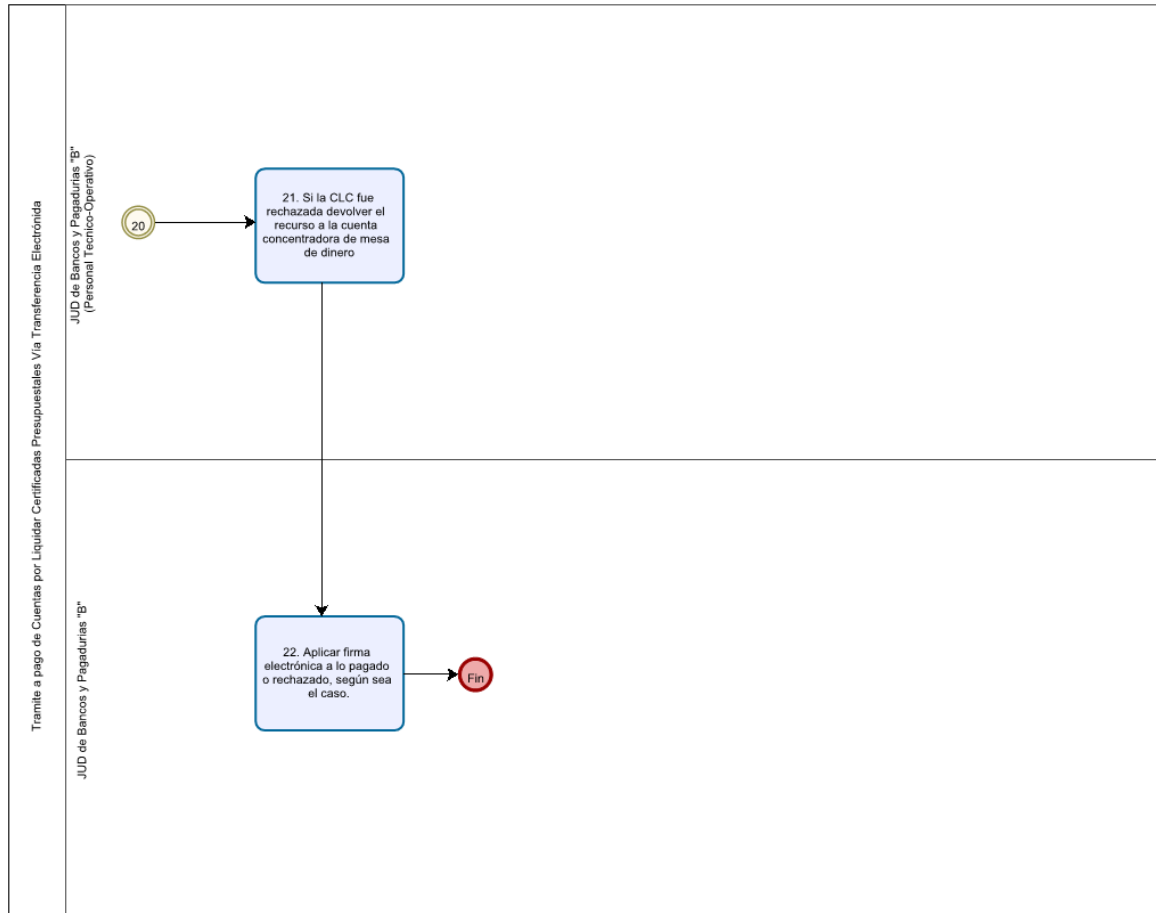 Tramite a pago de Cuentas por Liquidar Certificadas Presupuestales Via Transferencia Electrónida
JUD de Bancos y Pagadurias "B"
(Personal Tecnico-Operativo)
20
21. Si la CLC fue
rechazada devolver el
recurso a la cuenta
concentradora de mesa
de dinero
JUD de Bancos y Pagadurias "B"
22. Aplicar firma
electrónica a lo pagado
o rechazado, según sea
el caso.
Fin